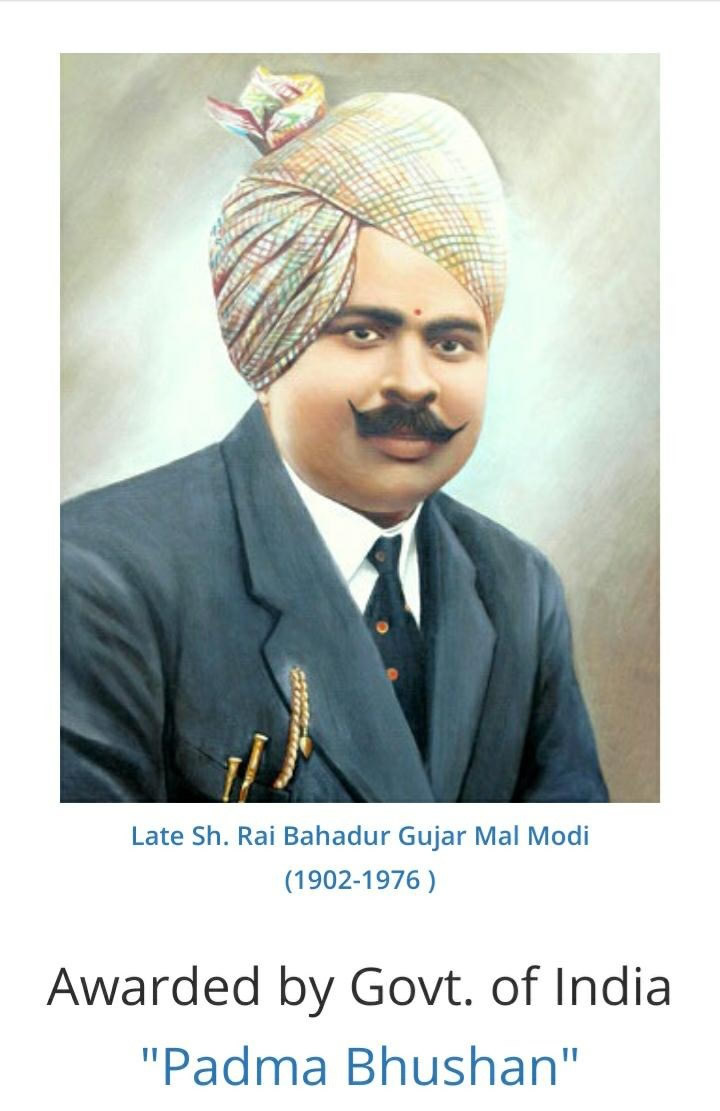 Late Sh. Rai Bahadur Gujar Mal Modi
(1902-1976 )
Awarded by Govt. of India
"Padma Bhushan"